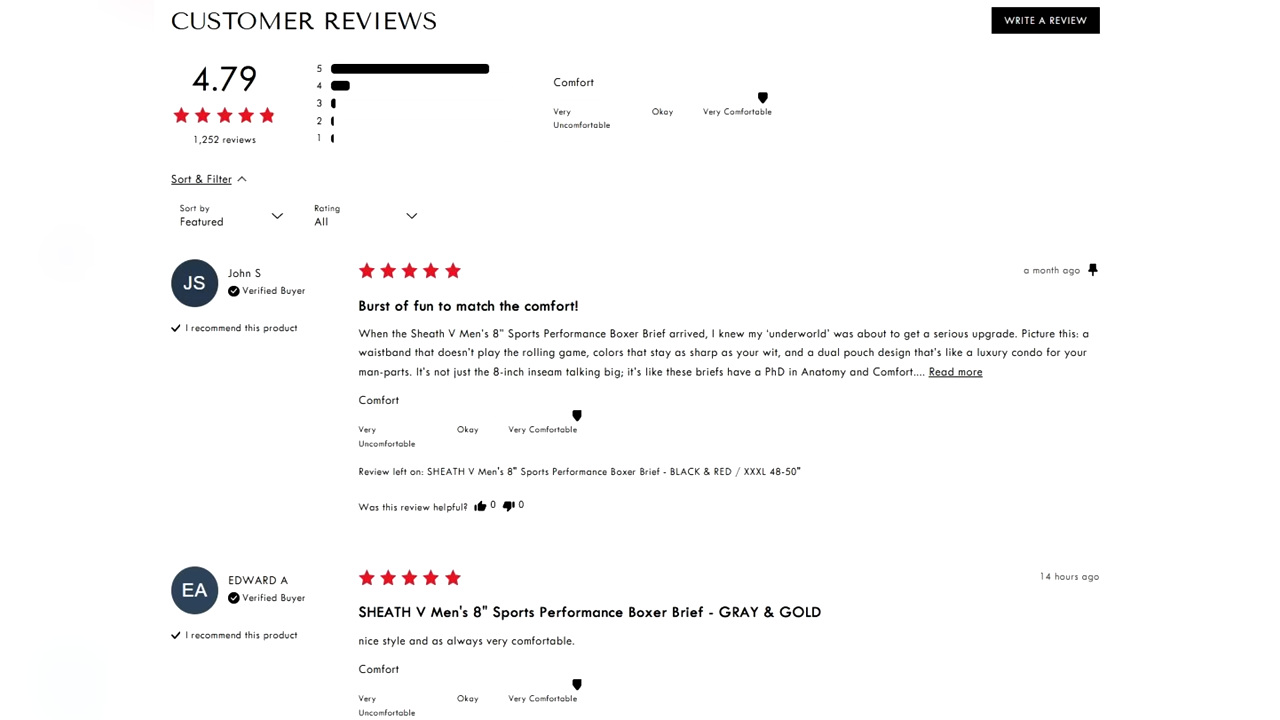 CUSTOMER REVIEWS
WRITE A REVIEW
4.79
1,252 reviews
5
4
3
2
1
Comfort
Very Uncomfortable
Okay
Very Comfortable
Sort & Filter
Sort by
Featured
Rating
All
JS
John S
Verified Buyer
I recommend this product
a month ago
Burst of fun to match the comfort!
When the Sheath V Men's 8" Sports Performance Boxer Brief arrived, I knew my 'underworld' was about to get a serious upgrade. Picture this: a
waistband that doesn't play the rolling game, colors that stay as sharp as your wit, and a dual pouch design that's like a luxury condo for your
man-parts. It's not just the 8-inch inseam talking big; it's like these briefs have a PhD in Anatomy and Comfort.... Read more
Comfort
Very
Uncomfortable
Okay
Very Comfortable
Review left on: SHEATH V Men's 8" Sports Performance Boxer Brief - BLACK & RED / XXXL 48-50"
Was this review helpful? 0 0
EA
EDWARD A
Verified Buyer
I recommend this product
14 hours ago
SHEATH V Men's 8" Sports Performance Boxer Brief - GRAY & GOLD
nice style and as always very comfortable.
Comfort
Very
Uncomfortable
Okay
Very Comfortable